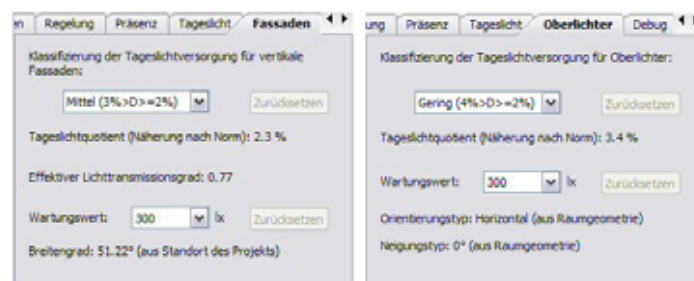 en Regelung Präsenz Tageslicht Fassaden
Klassifizierung der Tageslichtversorgung für vertikale
Fassaden:
Mittel (3%>D>=2%) Zurücksetzen
Tageslichtquotient (Näherung nach Norm): 2.3 %
Effektiver Lichttransmissionsgrad: 0.77
Wartungswert: 300 lx Zurücksetzen
Breitengrad: 51.22° (aus Standort des Projekts)
ung Präsenz Tageslicht Oberlichter Debug
Klassifizierung der Tageslichtversorgung für Oberlichter:
Gering (4%>D>=2%) Zurücksetzen
Tageslichtquotient (Näherung nach Norm): 3.4 %
Wartungswert: 300 lx Zurücksetzen
Orientierungstyp: Horizontal (aus Raumgeometrie)
Neigungstyp: 0° (aus Raumgeometrie)